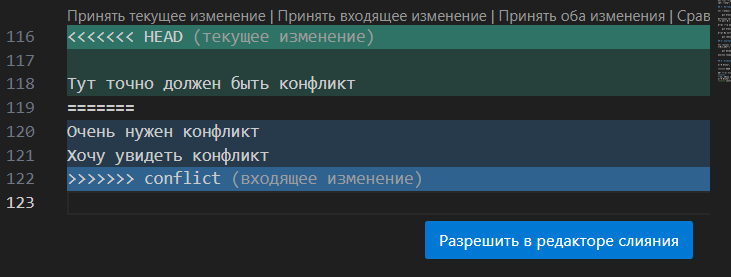 Принять текущее изменение | Принять входящее изменение | Принять оба изменения | Срав
116 <<<<<<< HEAD (текущее изменение)
117
118 Тут точно должен быть конфликт
119 =======
120 Очень нужен конфликт
121 Хочу увидеть конфликт
122 >>>>>>> conflict (входящее изменение)
123
Разрешить в редакторе слияния